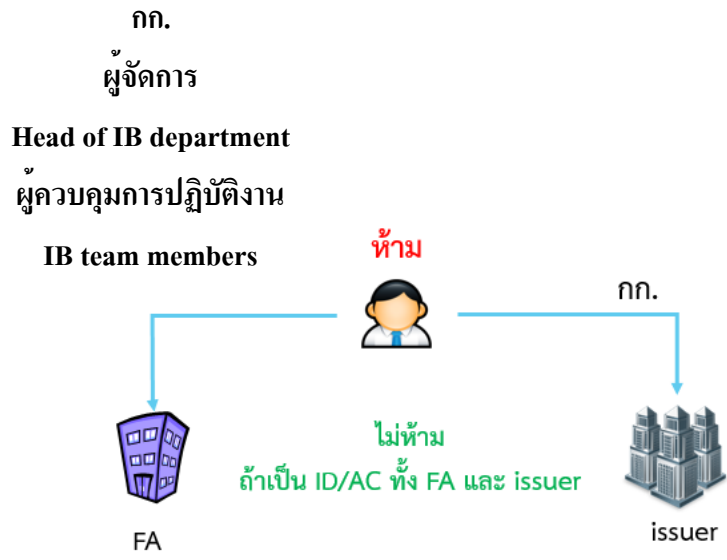 กก.
ผู้จัดการ
Head of IB department
ผู้ควบคุมการปฏิบัติงาน
IB team members
ห้าม
กก.
ไม่ห้าม
ถ้าเป็น ID/AC ทั้ง FA และ issuer
FA
issuer